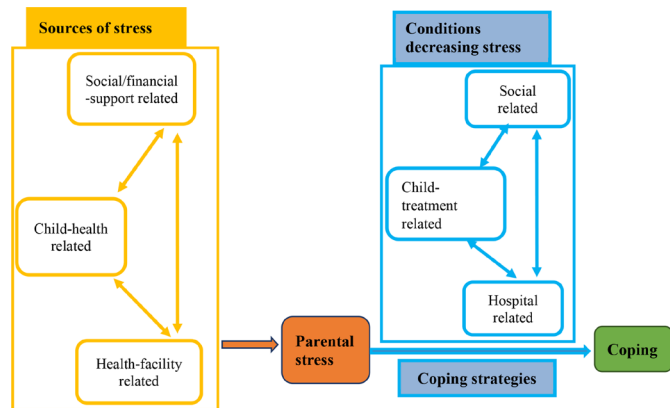 Sources of stress
Social/financial
-support related
Child-health
related
Health-facility
related
Parental
stress
Conditions
decreasing stress
Social
related
Child-
treatment
related
Hospital
related
Coping strategies
Coping